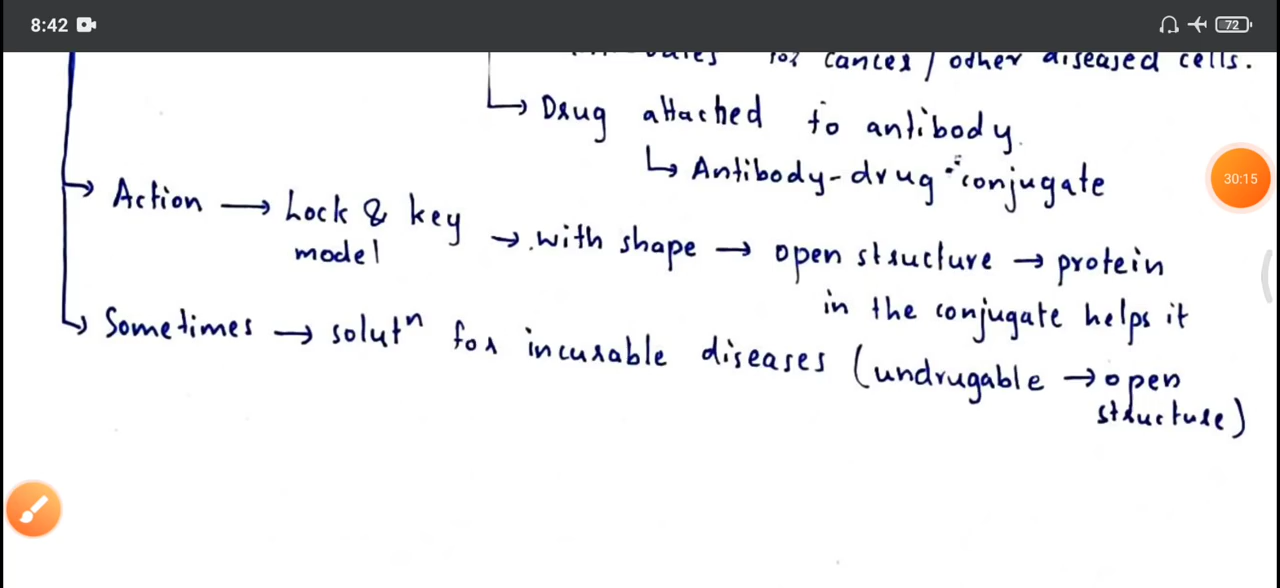 8:42
72
for cancer / other diseased cells.
↳ Drug attached to antibody.
↳ Antibody-drug conjugate
30:15
→ Action → Lock & key model → with shape → open structure → protein
in the conjugate helps it
↳ Sometimes → solutⁿ for incurable diseases (undrugable → open
structure)